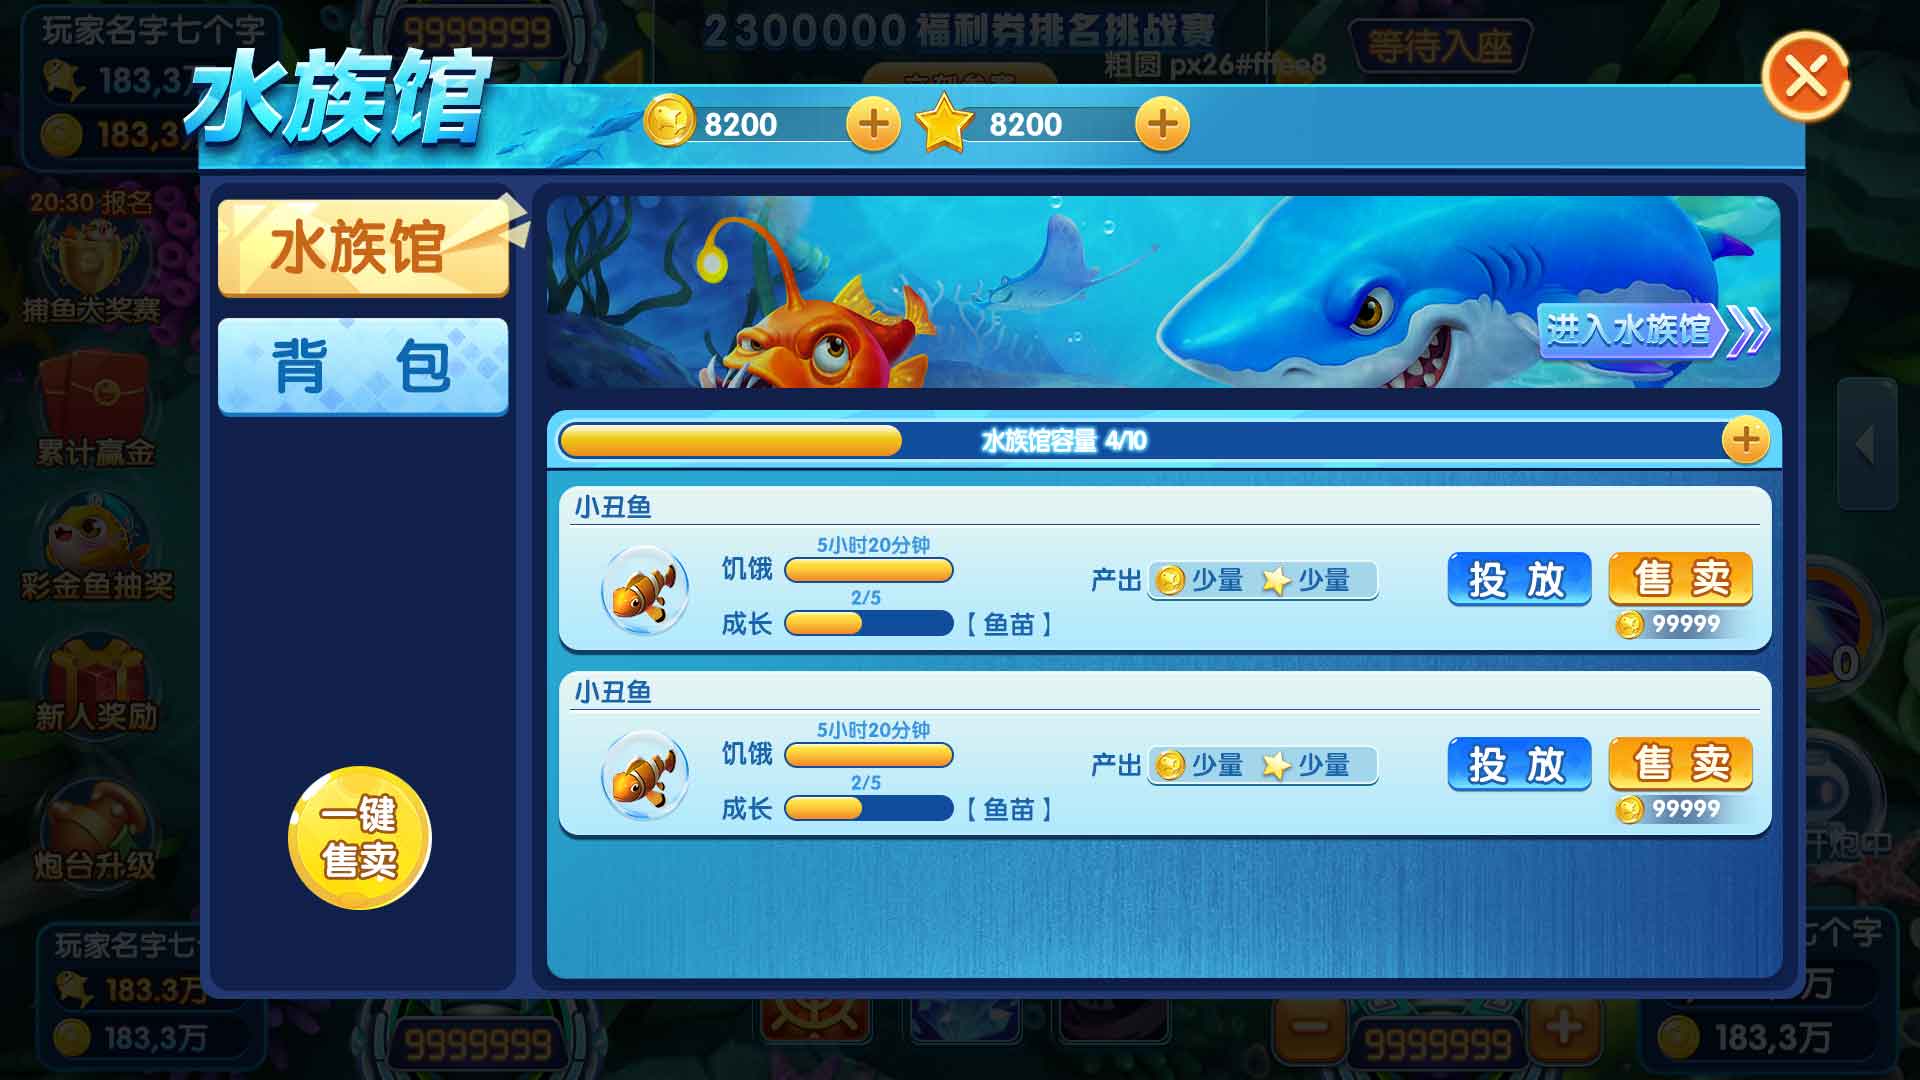 玩家名字七个字
9999999
2300000福利券排名挑战赛
粗圆 px26#fffee8
等待入座
183,3万
183,3
水族馆
8200
8200
20:30 报名
捕鱼大奖赛
累计赢金
彩金鱼抽奖
新人奖励
炮台升级
水族馆
背 包
一键
售卖
进入水族馆
水族馆容量 4/10
小丑鱼
5小时20分钟
饥饿
2/5
成长
【鱼苗】
产出
少量
少量
投 放
售 卖
99999
小丑鱼
5小时20分钟
饥饿
2/5
成长
【鱼苗】
产出
少量
少量
投 放
售 卖
99999
0
开炮中
玩家名字七
183.3万
183,3万
9999999
9999999
七个字
万
183,3万